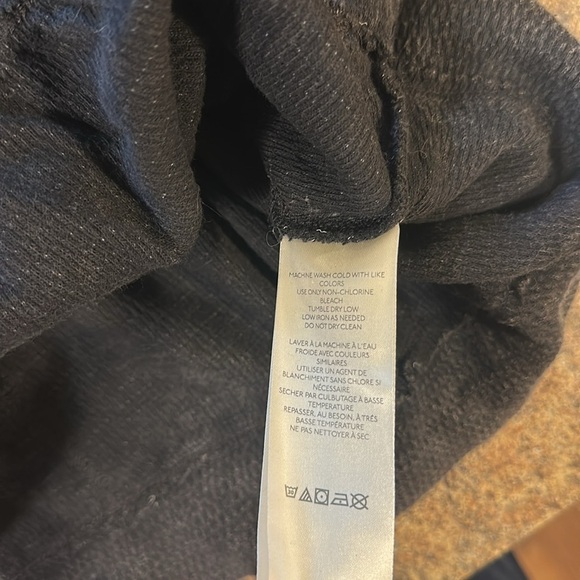 MACHINE WASH COLD WITH LIKE
COLORS
USE ONLY NON-CHLORINE
BLEACH
TUMBLE DRY LOW
LOW IRON AS NEEDED
DO NOT DRY CLEAN
LAVER À LA MACHINE À L'EAU
FROIDE AVEC COULEURS
SIMILAIRES
UTILISER UN AGENT DE
BLANCHIMENT SANS CHLORE SI
NÉCESSAIRE
SÉCHER PAR CULBUTAGE À BASSE
TEMPÉRATURE
REPASSER, AU BESOIN, À TRÈS
BASSE TEMPÉRATURE
NE PAS NETTOYER À SEC